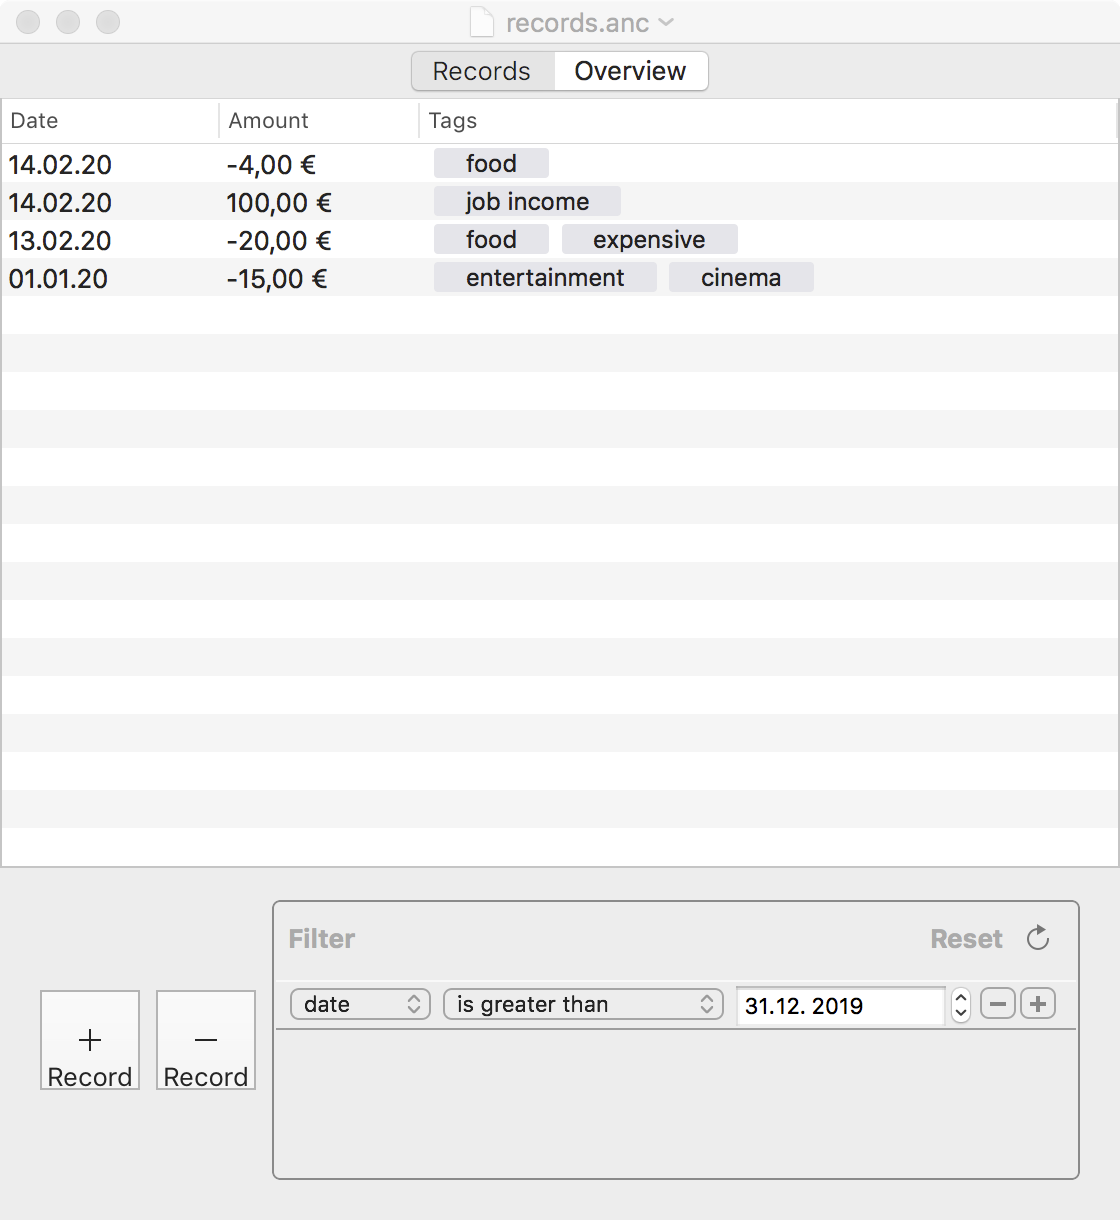 records.anc
Records Overview
Date Amount Tags
14.02.20 -4,00 € food
14.02.20 100,00 € job income
13.02.20 -20,00 € food expensive
01.01.20 -15,00 € entertainment cinema
Filter Reset
date is greater than 31.12. 2019
+ −
Record Record